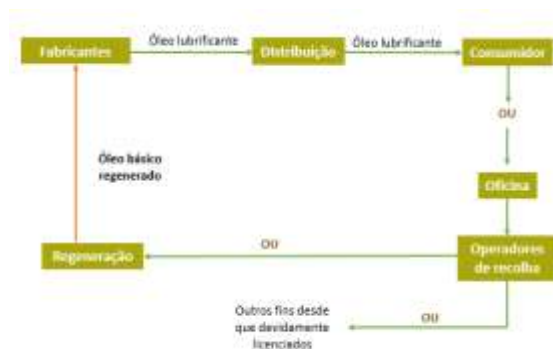 Fabricantes
Óleo lubrificante
Distribuição
Óleo lubrificante
Consumidor
OU
Óleo básico
regenerado
Oficina
Regeneração
OU
Operadores
de recolha
Outros fins desde
que devidamente
licenciados
OU